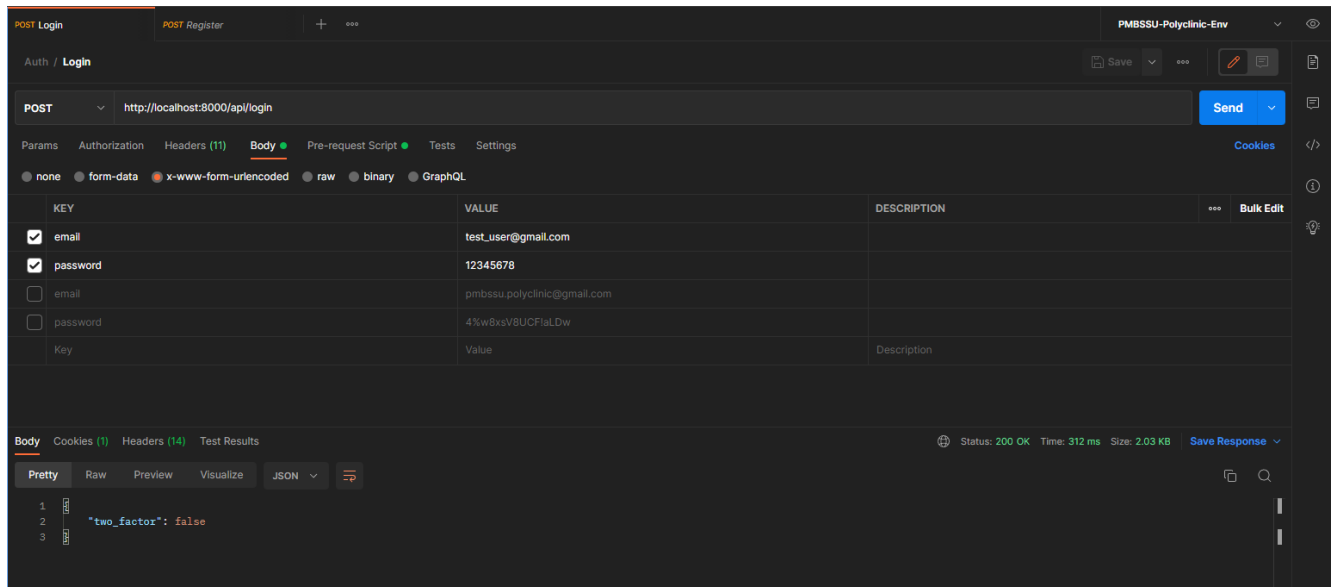 POST Login POST Register + ooo PMBSSU-Polyclinic-Env
Auth / Login Save ooo
POST http://localhost:8000/api/login Send
Params Authorization Headers (11) Body Pre-request Script Tests Settings Cookies
none form-data x-www-form-urlencoded raw binary GraphQL
KEY VALUE DESCRIPTION ooo Bulk Edit
email test_user@gmail.com
password 12345678
email pmbssu.polyclinic@gmail.com
password
Key Value Description
Body Cookies (1) Headers (14) Test Results Status: 200 OK Time: 312 ms Size: 2.03 KB Save Response
Pretty Raw Preview Visualize JSON
1 {
2 "two_factor": false
3 }